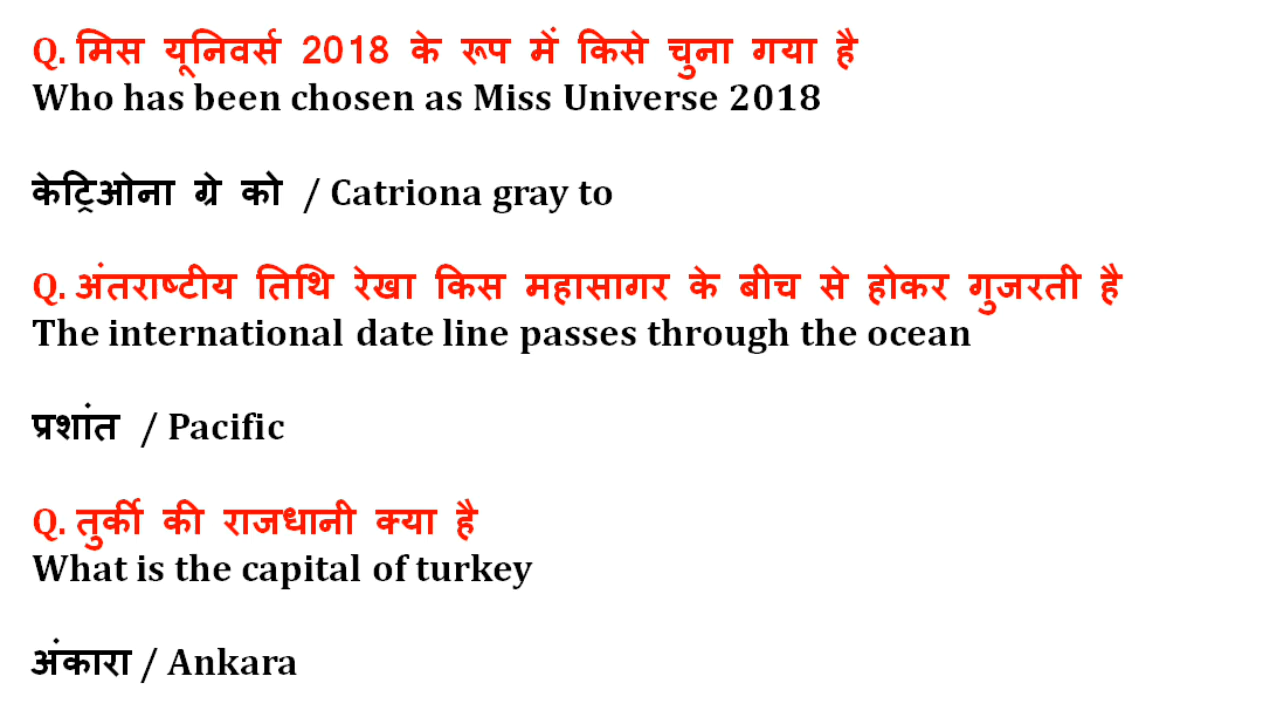 Q. मिस यूनिवर्स 2018 के रूप में किसे चुना गया है
Who has been chosen as Miss Universe 2018
केट्रिओना ग्रे को / Catriona gray to
Q. अंतराष्टीय तिथि रेखा किस महासागर के बीच से होकर गुजरती है
The international date line passes through the ocean
प्रशांत / Pacific
Q. तुर्की की राजधानी क्या है
What is the capital of turkey
अंकारा / Ankara